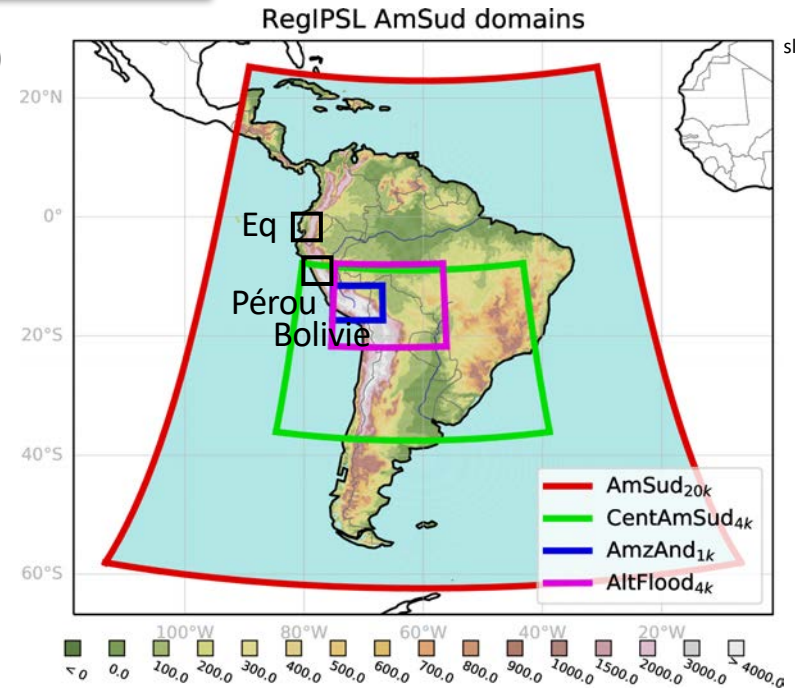 RegIPSL AmSud domains
)
sl
20°N
0°
20°S
40°S
60°S
Eq
Pérou
Bolivie
AmSud₂₀ₖ
CentAmSud₄ₖ
AmzAnd₁ₖ
AltFlood₄ₖ
100°W 80°W 60°W 40°W 20°W
< 0 0.0 100.0 200.0 300.0 400.0 500.0 600.0 700.0 800.0 900.0 1000.0 1500.0 2000.0 3000.0 > 4000.0